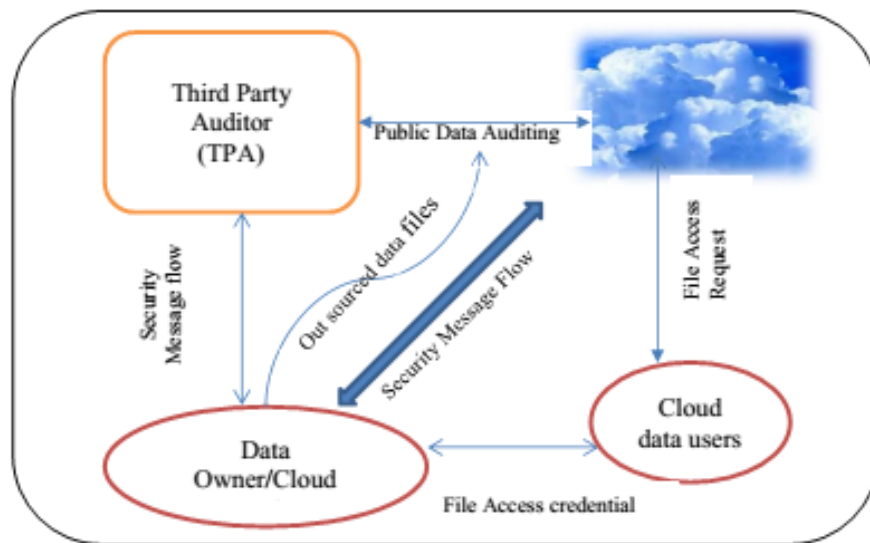 Third Party
Auditor
(TPA)
Public Data Auditing
Security
Message flow
Out sourced data files
Security Message Flow
File Access
Request
Cloud
data users
Data
Owner/Cloud
File Access credential